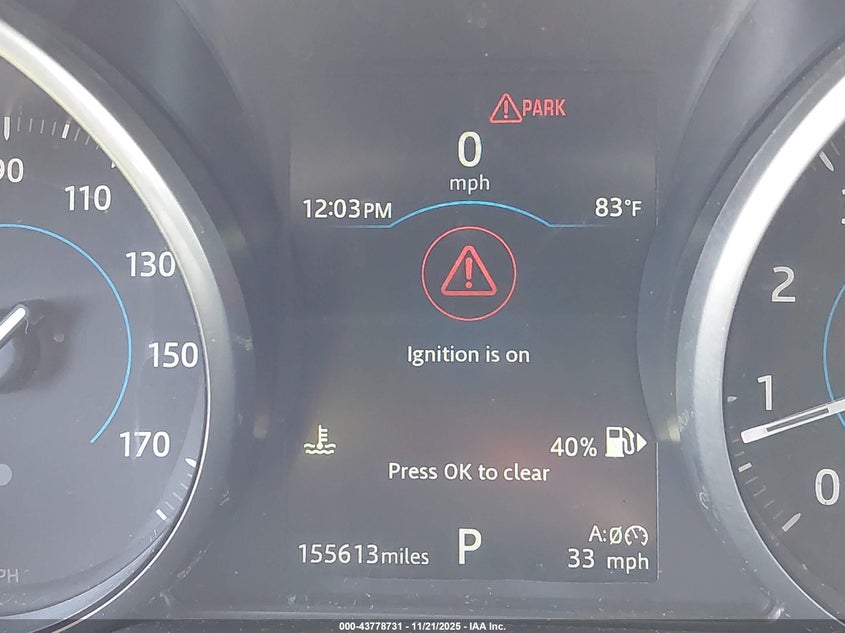 PARK
0
mph
12:03PM
83°F
90
110
130
150
170
Ignition is on
40%
Press OK to clear
155613miles
P
A:Ø
33 mph
2
1
0
000-43778731 - 11/21/2025 - IAA Inc.